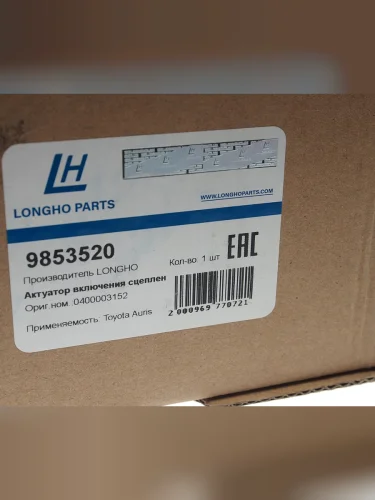 LH
LONGHO PARTS
WWW.LONGHOPARTS.COM
9853520
Производитель LONGHO
Кол-во: 1 шт
EAC
Актуатор включения сцеплен
Ориг.ном.:0400003152
2 000969 770721
Применяемость: Toyota Auris